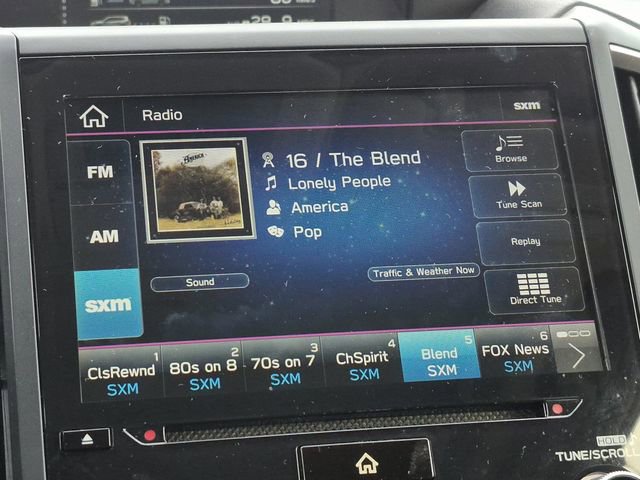 Radio
sxm
FM
AM
sxm
16 / The Blend
Lonely People
America
Pop
Browse
Tune Scan
Replay
Direct Tune
Sound
Traffic & Weather Now
1
ClsRewnd
SXM
2
80s on 8
SXM
3
70s on 7
SXM
4
ChSpirit
SXM
5
Blend
SXM
6
FOX News
SXM
HOLD
TUNE/SCROLL